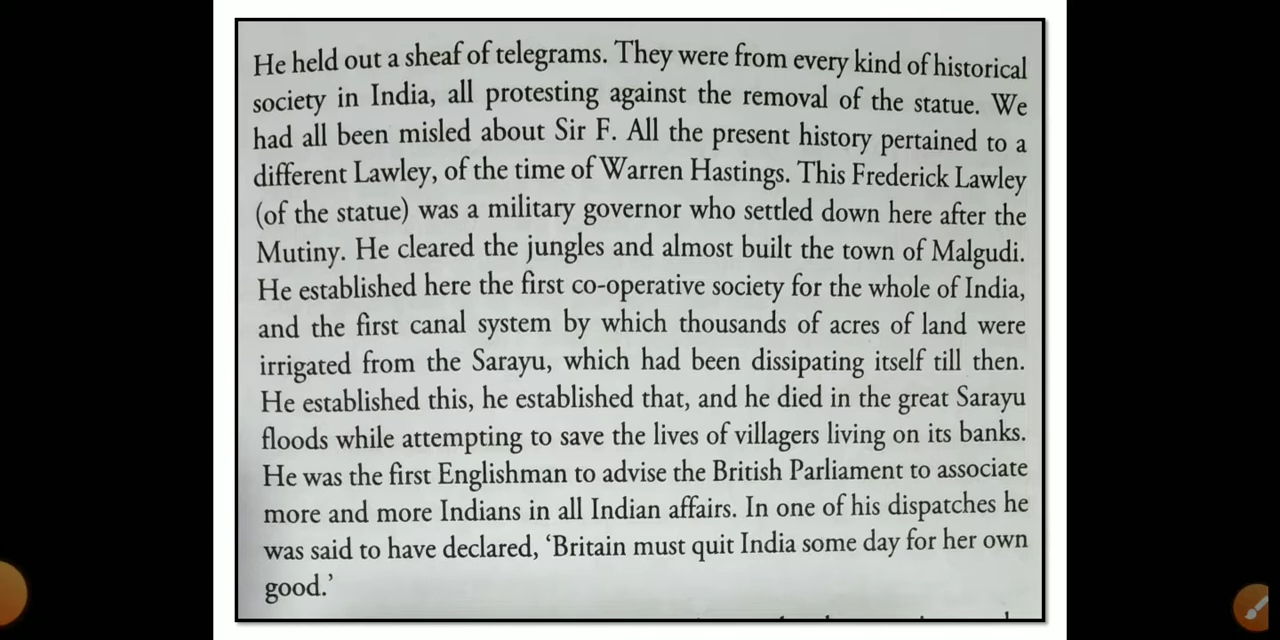 He held out a sheaf of telegrams. They were from every kind of historical
society in India, all protesting against the removal of the statue. We
had all been misled about Sir F. All the present history pertained to a
different Lawley, of the time of Warren Hastings. This Frederick Lawley
(of the statue) was a military governor who settled down here after the
Mutiny. He cleared the jungles and almost built the town of Malgudi.
He established here the first co-operative society for the whole of India,
and the first canal system by which thousands of acres of land were
irrigated from the Sarayu, which had been dissipating itself till then.
He established this, he established that, and he died in the great Sarayu
floods while attempting to save the lives of villagers living on its banks.
He was the first Englishman to advise the British Parliament to associate
more and more Indians in all Indian affairs. In one of his dispatches he
was said to have declared, ‘Britain must quit India some day for her own
good.’